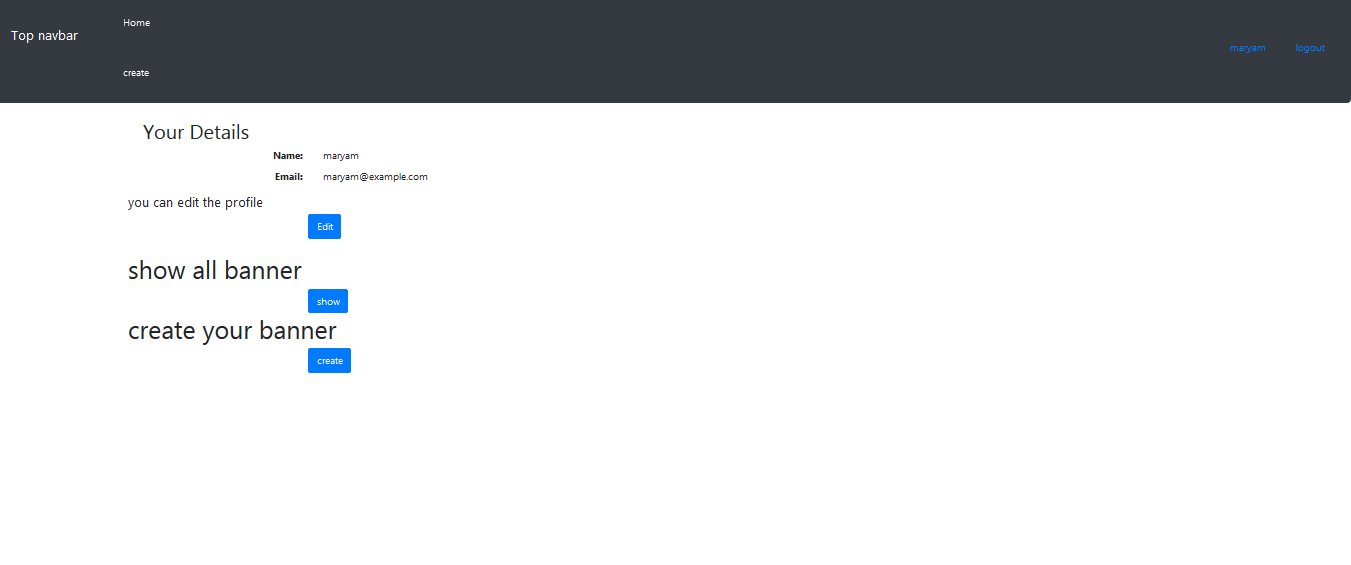 Top navbar
Home
create
maryam
logout
Your Details
Name: maryam
Email: maryam@example.com
you can edit the profile
Edit
show all banner
show
create your banner
create